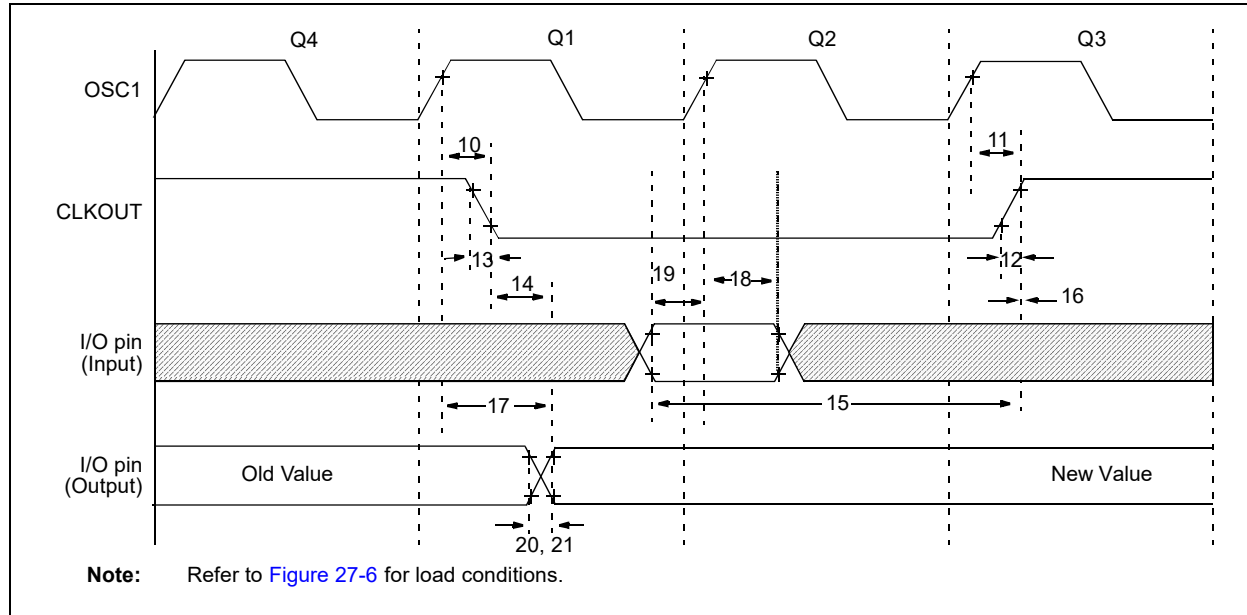 Q4 Q1 Q2 Q3
OSC1
10 11
CLKOUT
13 19 18 12
14 16
I/O pin
(Input)
17 15
I/O pin
(Output)
Old Value New Value
20, 21
Note: Refer to Figure 27-6 for load conditions.